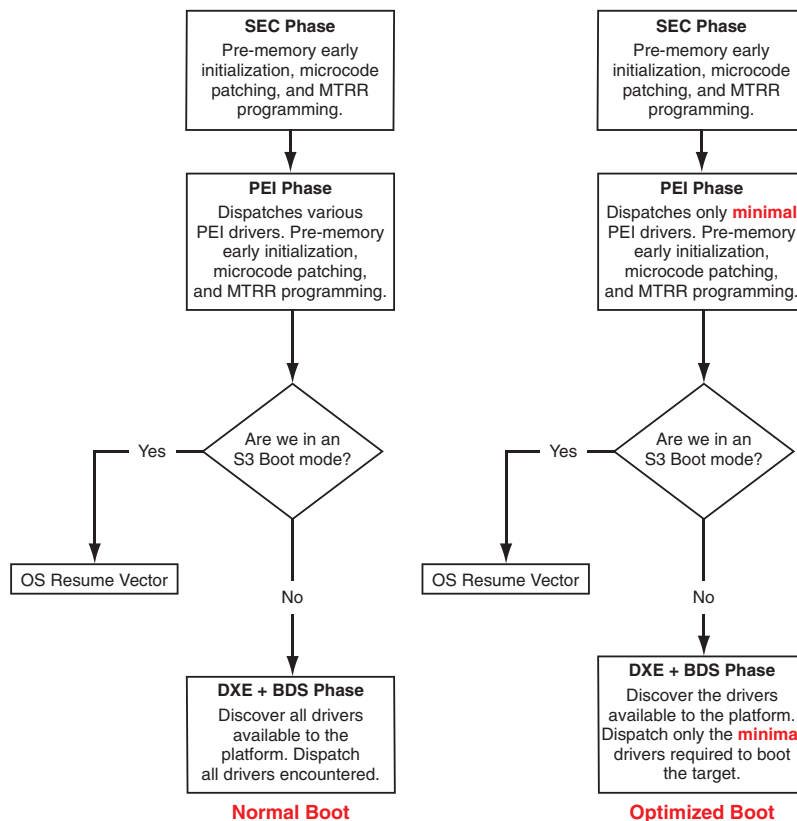 SEC Phase
Pre-memory early
initialization, microcode
patching, and MTRR
programming.
PEI Phase
Dispatches various
PEI drivers. Pre-memory
early initialization,
microcode patching,
and MTRR programming.
Are we in an
S3 Boot mode?
Yes
OS Resume Vector
No
DXE + BDS Phase
Discover all drivers
available to the
platform. Dispatch
all drivers encountered.
Normal Boot
SEC Phase
Pre-memory early
initialization, microcode
patching, and MTRR
programming.
PEI Phase
Dispatches only minimal
PEI drivers. Pre-memory
early initialization,
microcode patching,
and MTRR programming.
Are we in an
S3 Boot mode?
Yes
OS Resume Vector
No
DXE + BDS Phase
Discover the drivers
available to the platform.
Dispatch only the minimal
drivers required to boot
the target.
Optimized Boot